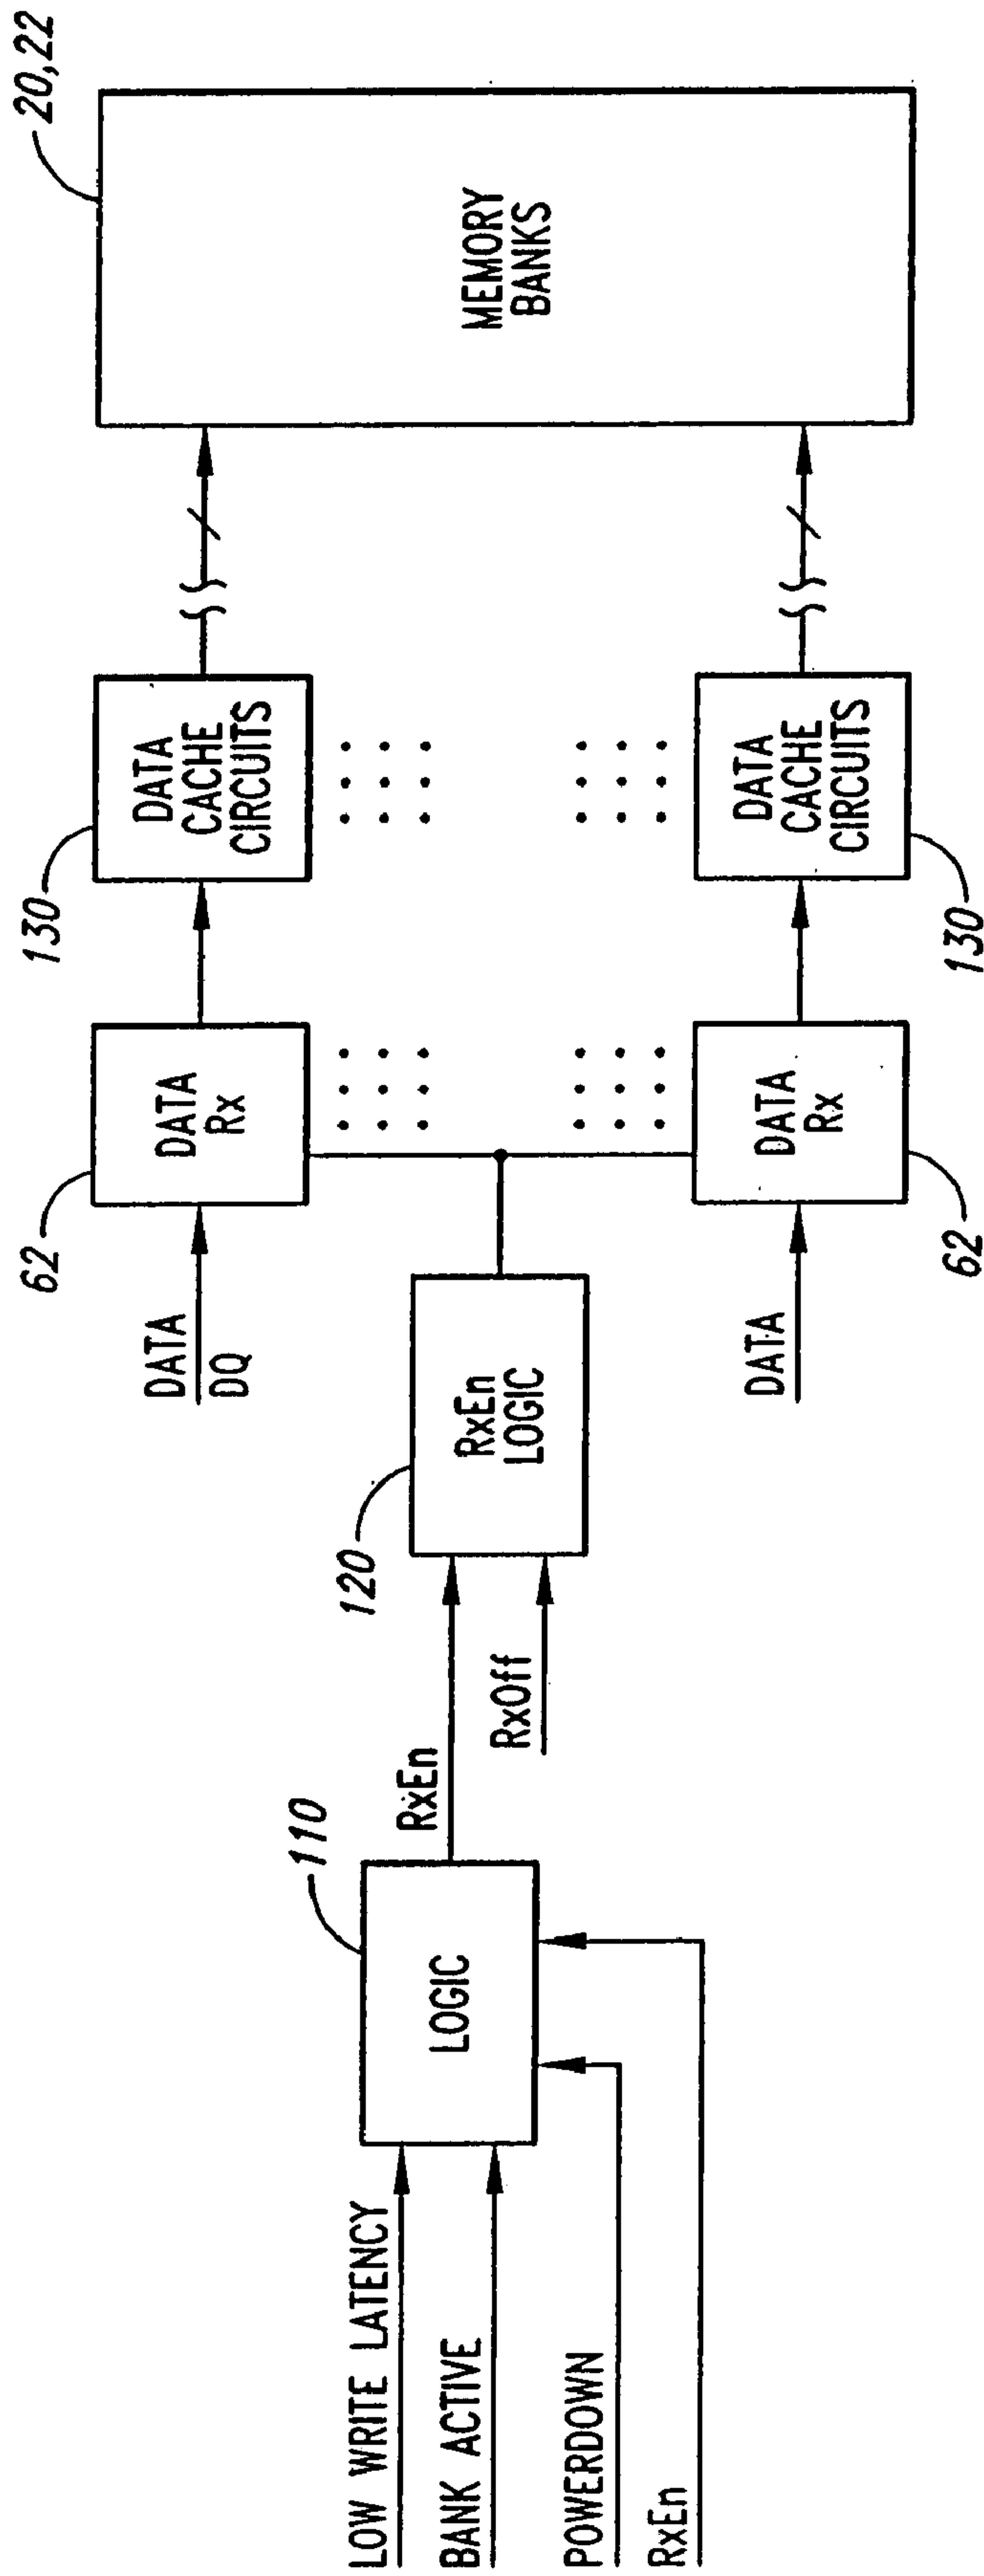 LOW WRITE LATENCY
BANK ACTIVE
POWERDOWN
RxEn
LOGIC
110
RxEn
RxOff
120
RxEn
LOGIC
DATA
DQ
62
DATA
Rx
130
DATA
CACHE
CIRCUITS
DATA
62
DATA
Rx
130
DATA
CACHE
CIRCUITS
20,22
MEMORY
BANKS